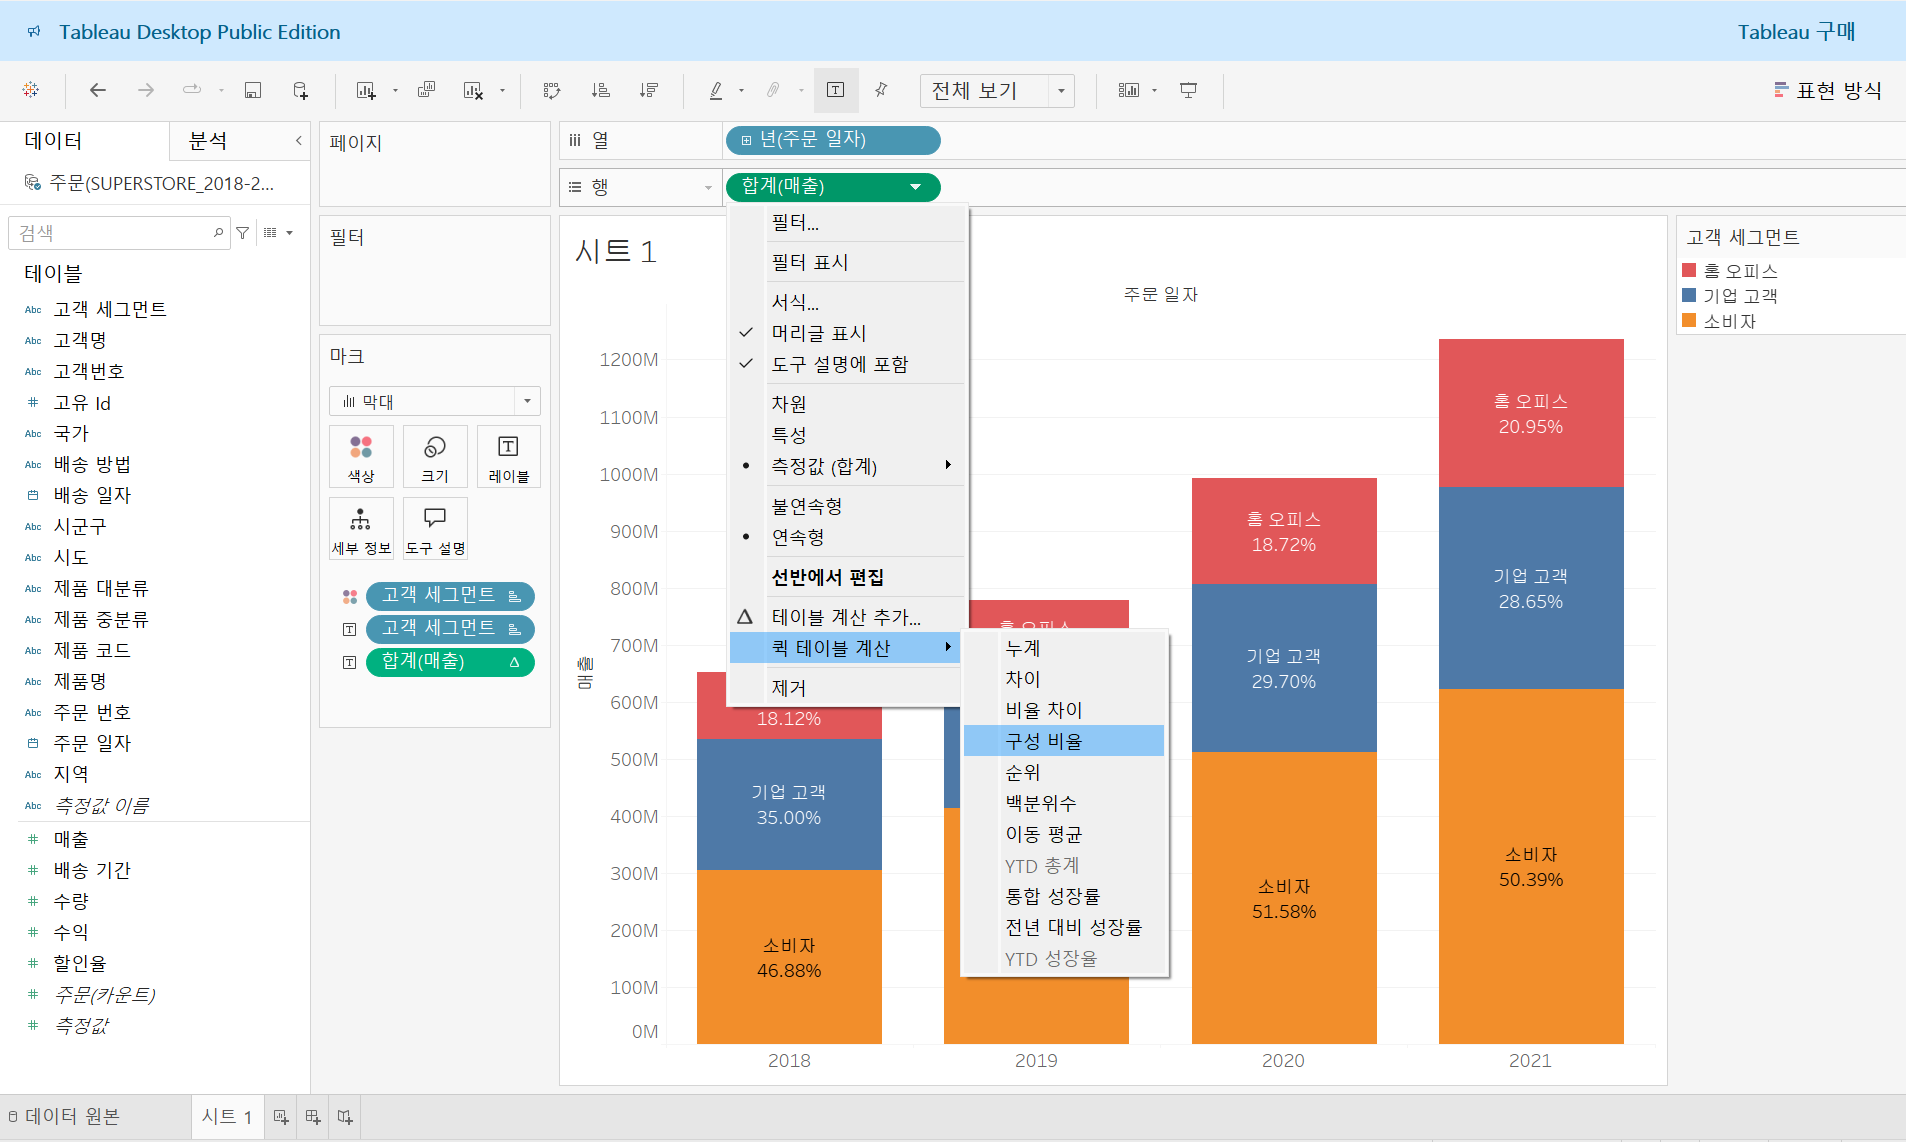 Tableau Desktop Public Edition
Tableau 구매
전체 보기
표현 방식
데이터
분석
주문(SUPERSTORE_2018-2...
검색
테이블
Abc 고객 세그먼트
Abc 고객명
Abc 고객번호
# 고유 Id
Abc 국가
Abc 배송 방법
배송 일자
Abc 시군구
Abc 시도
Abc 제품 대분류
Abc 제품 중분류
Abc 제품 코드
Abc 제품명
Abc 주문 번호
주문 일자
Abc 지역
Abc 측정값 이름
# 매출
# 배송 기간
# 수량
# 수익
# 할인율
# 주문(카운트)
# 측정값
페이지
필터
마크
막대
색상
크기
레이블
세부 정보
도구 설명
고객 세그먼트
고객 세그먼트
합계(매출)
열
년(주문 일자)
행
합계(매출)
시트 1
필터...
필터 표시
서식...
머리글 표시
도구 설명에 포함
차원
특성
측정값 (합계)
불연속형
연속형
선반에서 편집
테이블 계산 추가...
퀵 테이블 계산
제거
누계
차이
비율 차이
구성 비율
순위
백분위수
이동 평균
YTD 총계
통합 성장률
전년 대비 성장률
YTD 성장율
주문 일자
매출
1200M
1100M
1000M
900M
800M
700M
600M
500M
400M
300M
200M
100M
0M
18.12%
기업 고객
35.00%
소비자
46.88%
홈 오피스
홈 오피스
18.72%
기업 고객
29.70%
소비자
51.58%
홈 오피스
20.95%
기업 고객
28.65%
소비자
50.39%
2018
2019
2020
2021
고객 세그먼트
홈 오피스
기업 고객
소비자
데이터 원본
시트 1